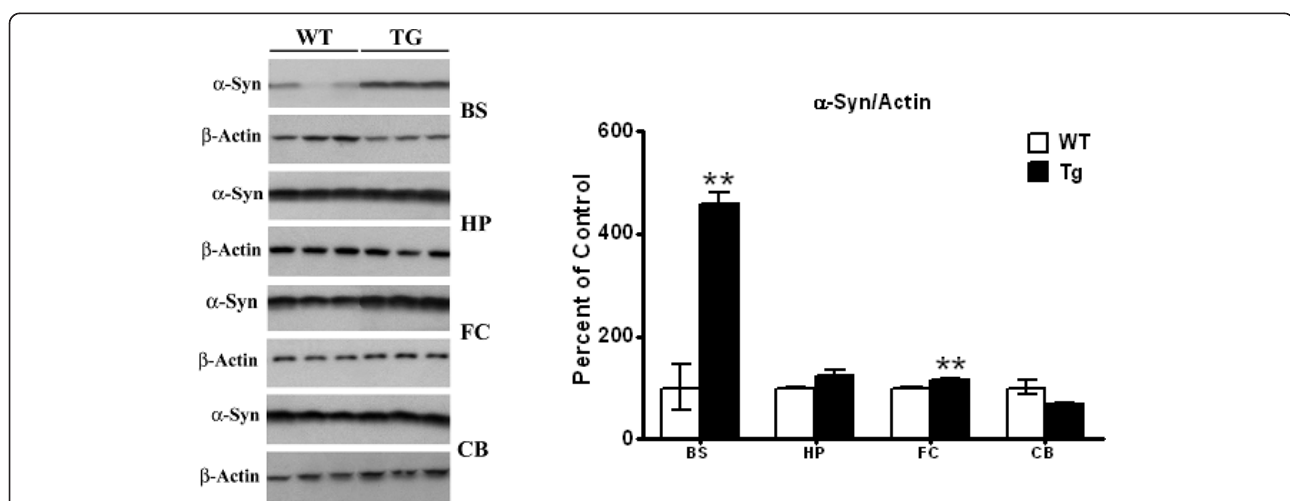 WT TG
α-Syn
BS
β-Actin
α-Syn
HP
β-Actin
α-Syn
FC
β-Actin
α-Syn
CB
β-Actin
α-Syn/Actin
600
400
200
0
Percent of Control
WT
Tg
**
**
BS HP FC CB